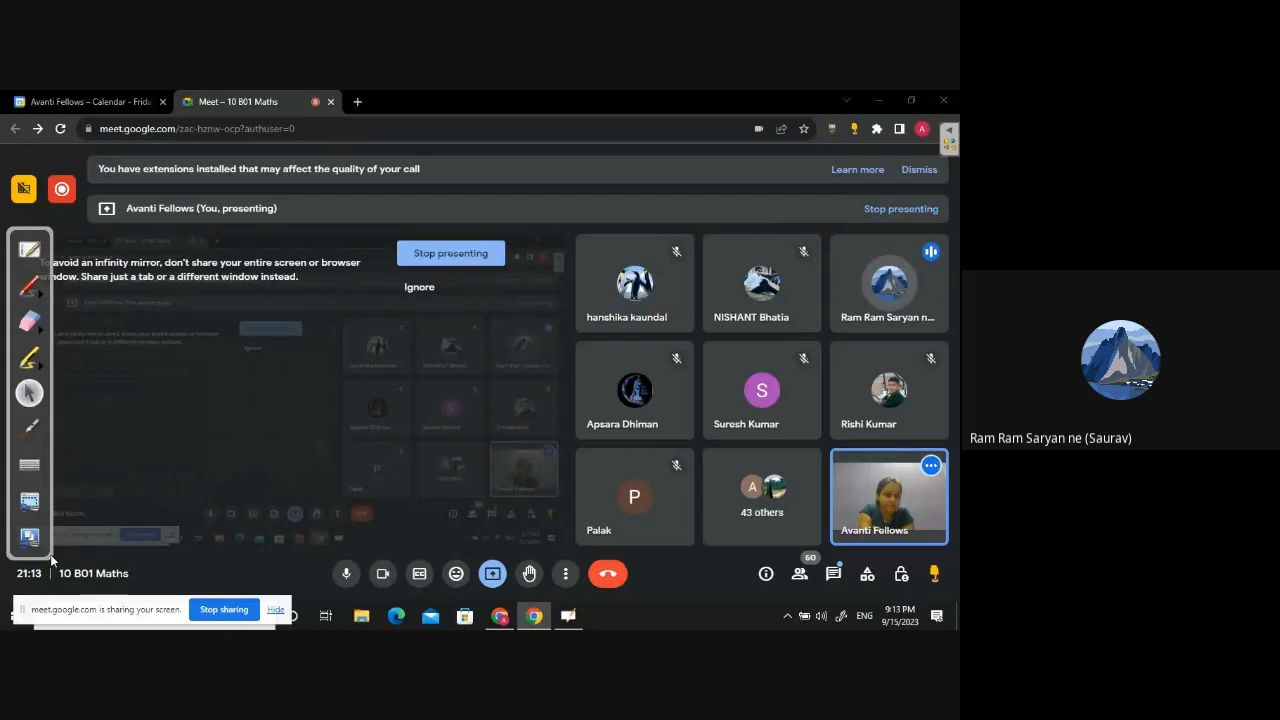 Avanti Fellows – Calendar - Frida
Meet – 10 B01 Maths
meet.google.com/zac-hznw-ocp?authuser=0
A
You have extensions installed that may affect the quality of your call
Learn more
Dismiss
Avanti Fellows (You, presenting)
Stop presenting
To avoid an infinity mirror, don't share your entire screen or browser
window. Share just a tab or a different window instead.
Stop presenting
Ignore
hanshika kaundal
NISHANT Bhatia
Ram Ram Saryan n...
Apsara Dhiman
S
Suresh Kumar
Rishi Kumar
P
Palak
A
43 others
Avanti Fellows
Ram Ram Saryan ne (Saurav)
21:13
10 B01 Maths
60
meet.google.com is sharing your screen.
Stop sharing
Hide
ENG
9:13 PM
9/15/2023